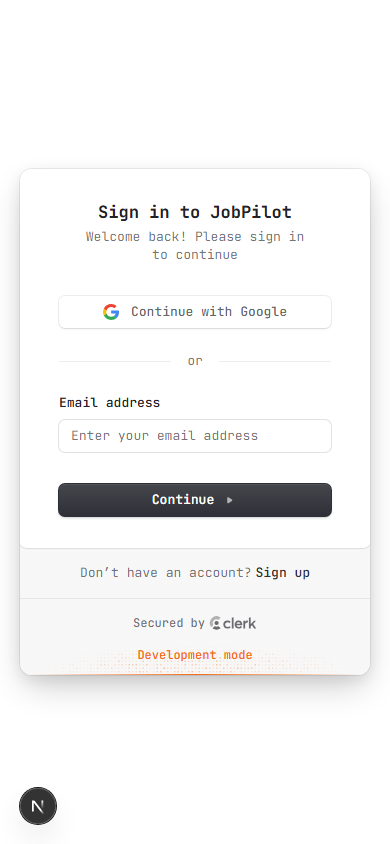 Sign in to JobPilot
Welcome back! Please sign in
to continue
Continue with Google
or
Email address
Enter your email address
Continue
Don’t have an account? Sign up
Secured by clerk
Development mode
N